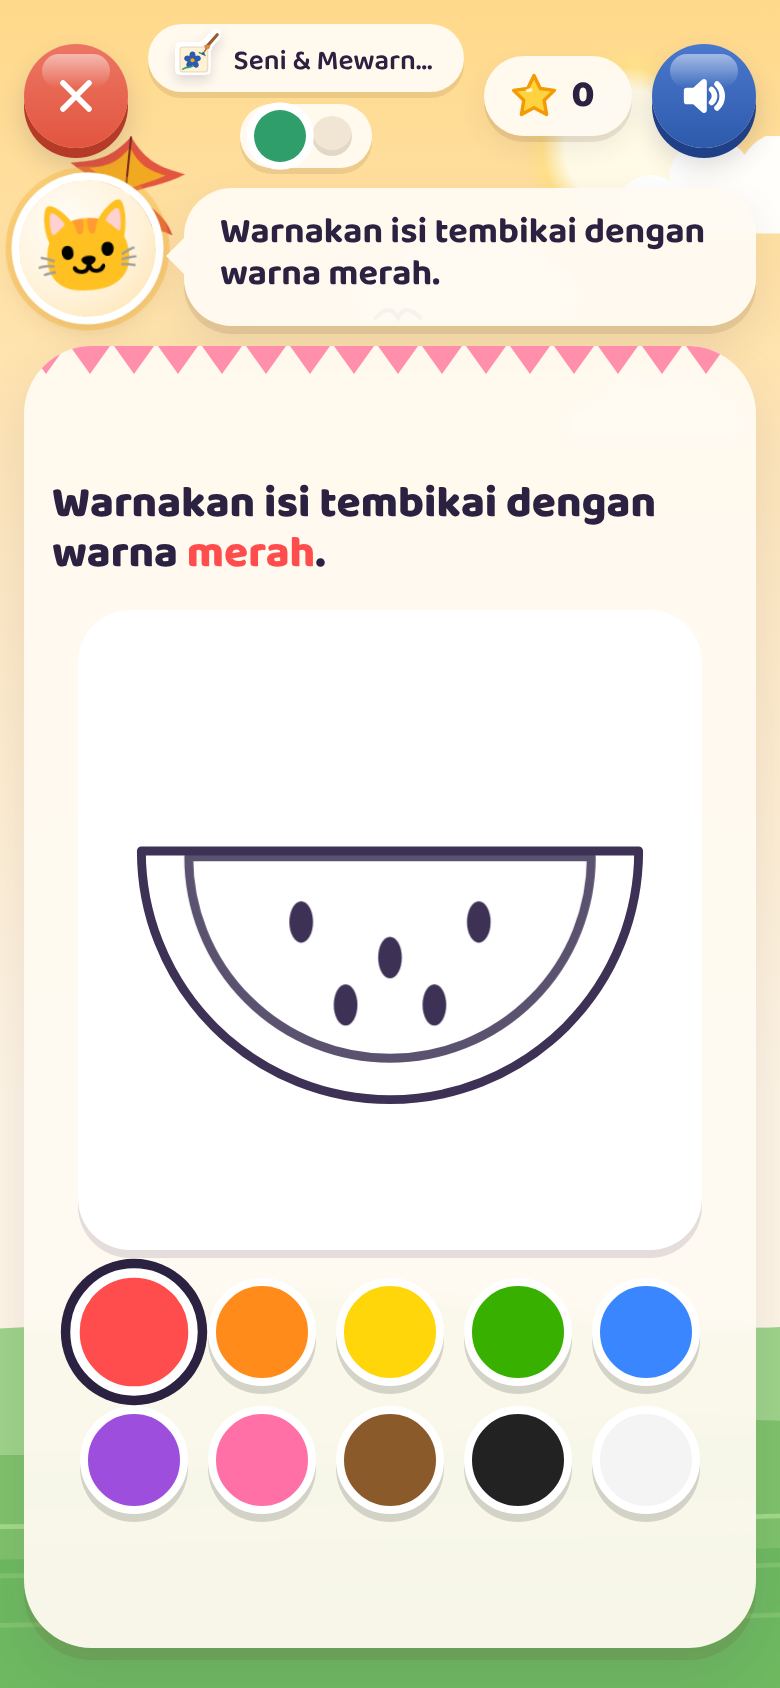 Seni & Mewarn...
0
Warnakan isi tembikai dengan
warna merah.
Warnakan isi tembikai dengan
warna merah.